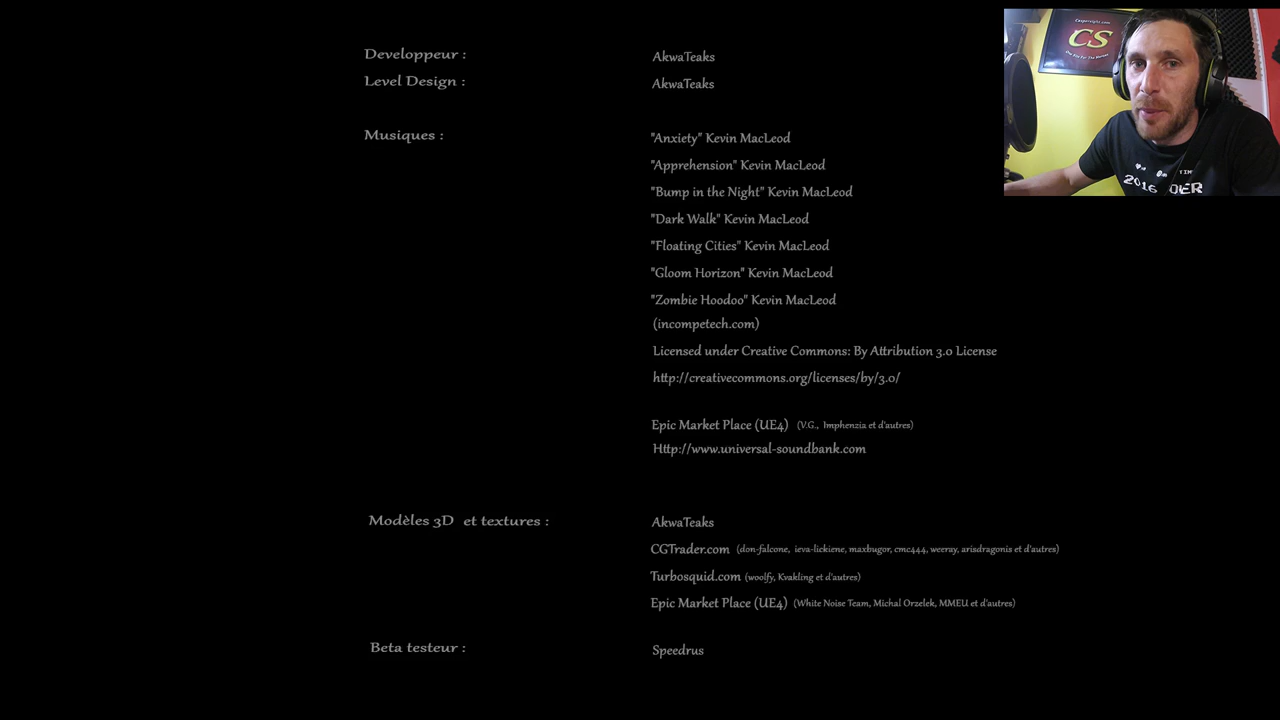 Developpeur : AkwaTeaks
Level Design : AkwaTeaks
Musiques : "Anxiety" Kevin MacLeod
"Apprehension" Kevin MacLeod
"Bump in the Night" Kevin MacLeod
"Dark Walk" Kevin MacLeod
"Floating Cities" Kevin MacLeod
"Gloom Horizon" Kevin MacLeod
"Zombie Hoodoo" Kevin MacLeod
(incompetech.com)
Licensed under Creative Commons: By Attribution 3.0 License
http://creativecommons.org/licenses/by/3.0/
Epic Market Place (UE4) (V.G., Imphenzia et d'autres)
Http://www.universal-soundbank.com
Modèles 3D et textures : AkwaTeaks
CGTrader.com (don-falcone, ieva-lickiene, maxbugor, cmc444, weeray, arisdragonis et d'autres)
Turbosquid.com (woolfy, Kvakling et d'autres)
Epic Market Place (UE4) (White Noise Team, Michal Orzelek, MMEU et d'autres)
Beta testeur : Speedrus
CS
2016